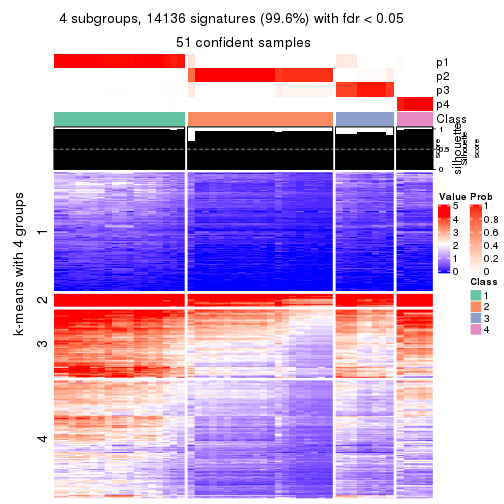 4 subgroups, 14136 signatures (99.6%) with fdr < 0.05
51 confident samples
p1
p2
p3
p4
Class
1
0.5
0
silhouette
Silhouette
score
score
k-means with 4 groups
1
2
3
4
Value
5
4
3
2
1
0
Prob
1
0.8
0.6
0.4
0.2
0
Class
1
2
3
4